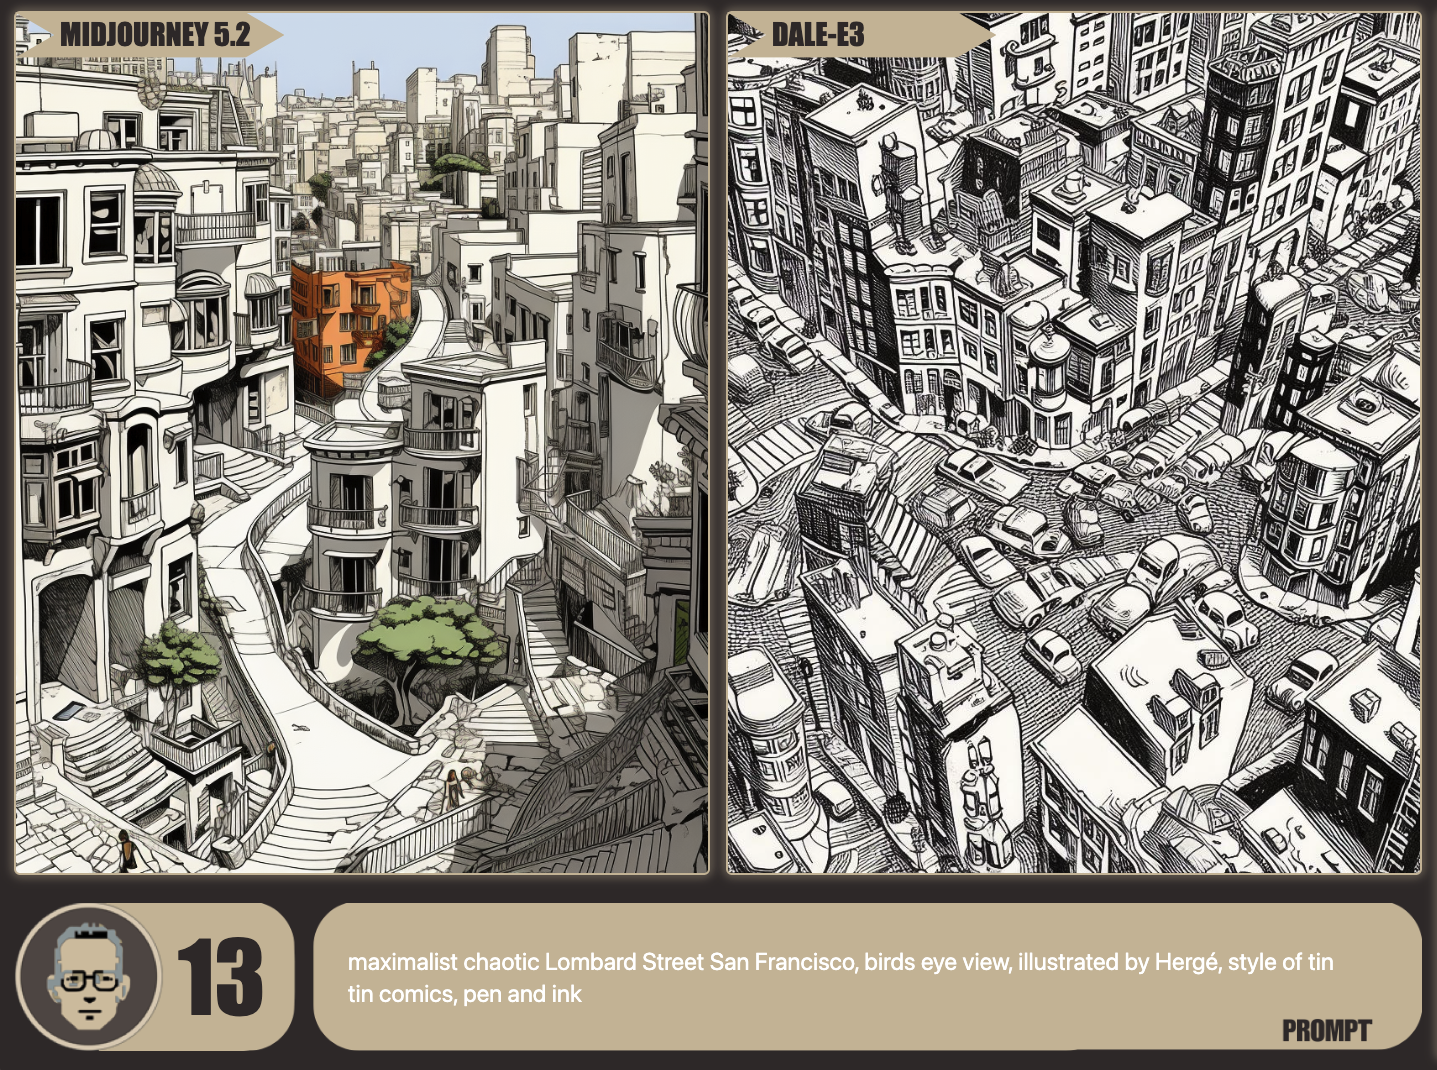 MIDJOURNEY 5.2
DALE-E3
13
maximalist chaotic Lombard Street San Francisco, birds eye view, illustrated by Hergé, style of tin
tin comics, pen and ink
PROMPT